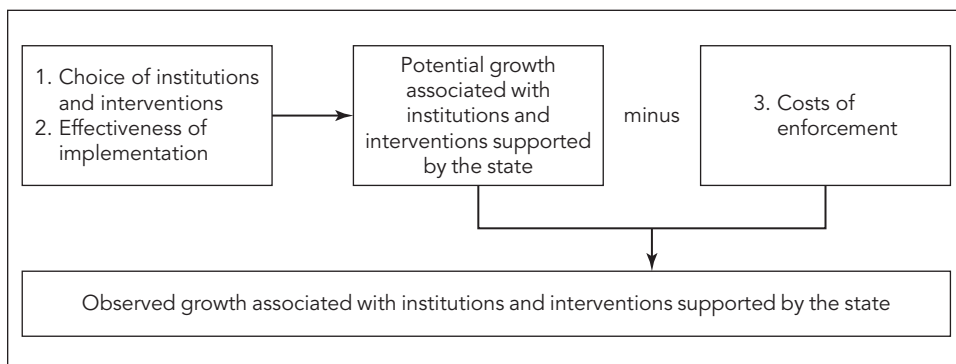 1. Choice of institutions
and interventions
2. Effectiveness of
implementation
Potential growth
associated with
institutions and
interventions supported
by the state
minus
3. Costs of
enforcement
Observed growth associated with institutions and interventions supported by the state